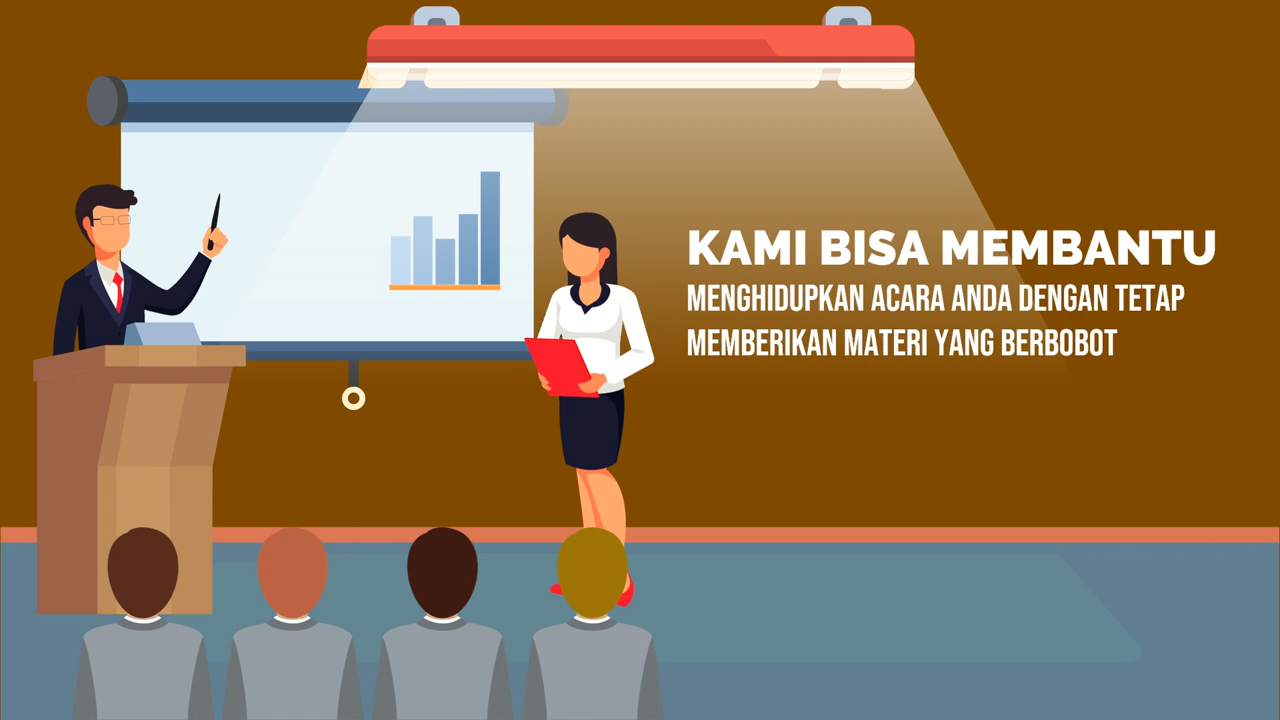 KAMI BISA MEMBANTU
MENGHIDUPKAN ACARA ANDA DENGAN TETAP
MEMBERIKAN MATERI YANG BERBOBOT